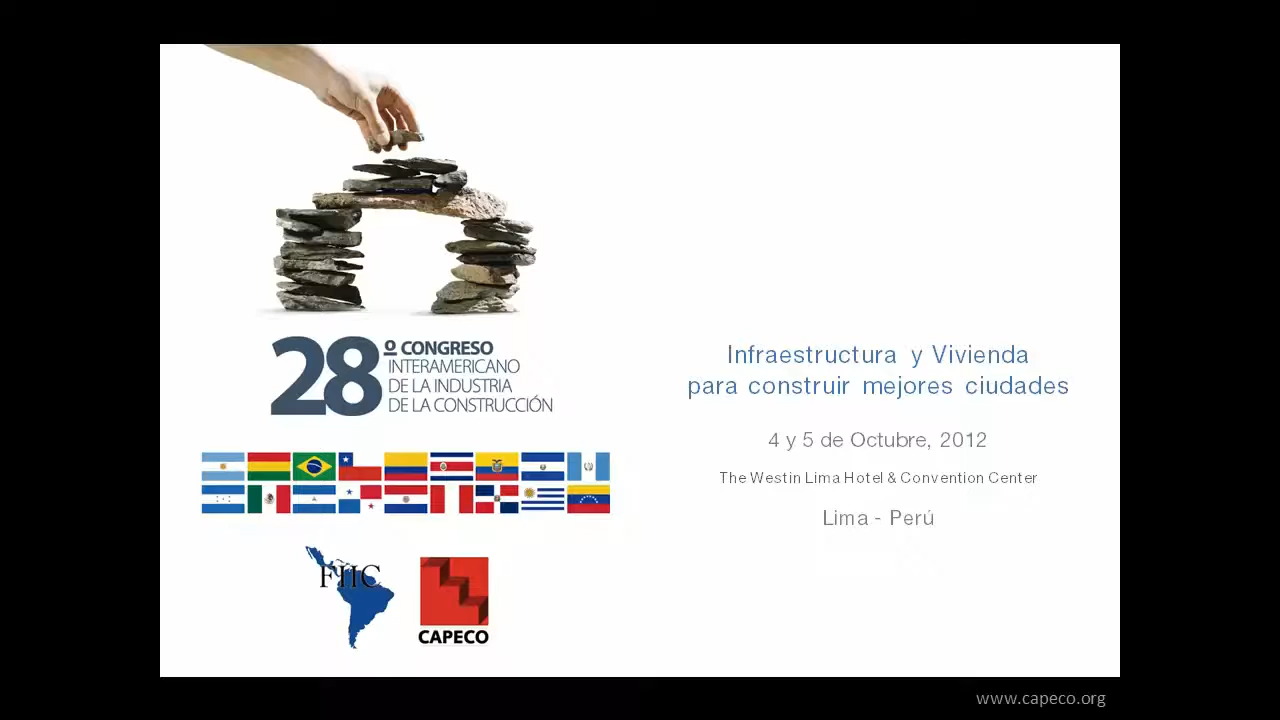 28º CONGRESO
INTERAMERICANO
DE LA INDUSTRIA
DE LA CONSTRUCCIÓN
FIIC
CAPECO
Infraestructura y Vivienda
para construir mejores ciudades
4 y 5 de Octubre, 2012
The Westin Lima Hotel & Convention Center
Lima - Perú
www.capeco.org